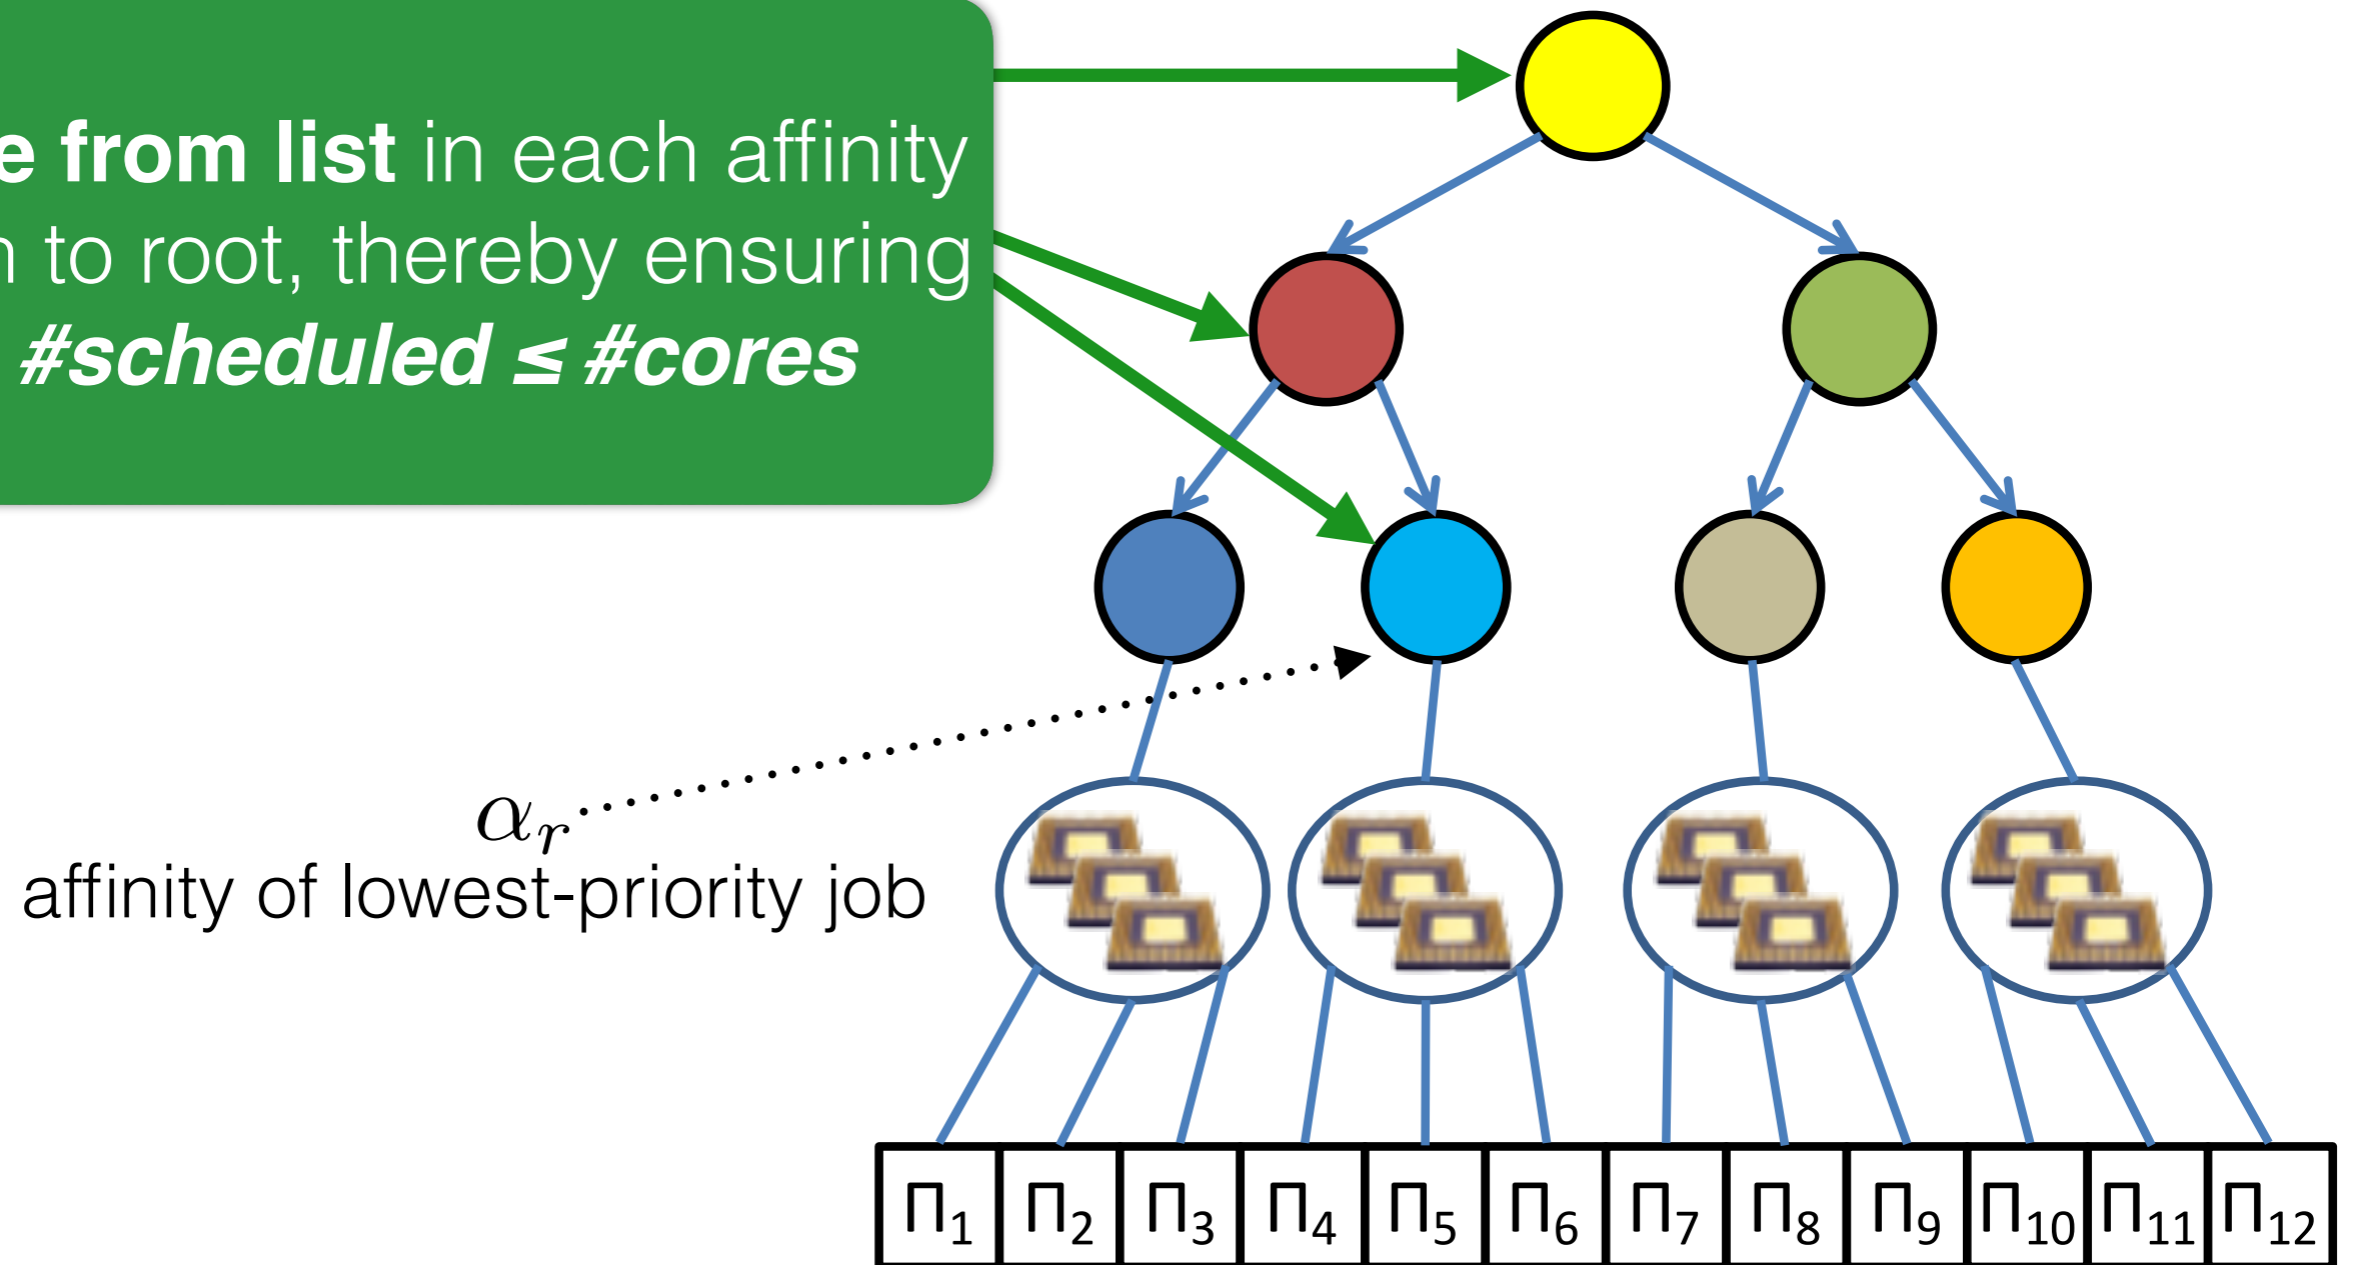 from list in each affinity
to root, thereby ensuring
#scheduled ≤ #cores
αr
affinity of lowest-priority job
Π1 Π2 Π3 Π4 Π5 Π6 Π7 Π8 Π9 Π10 Π11 Π12